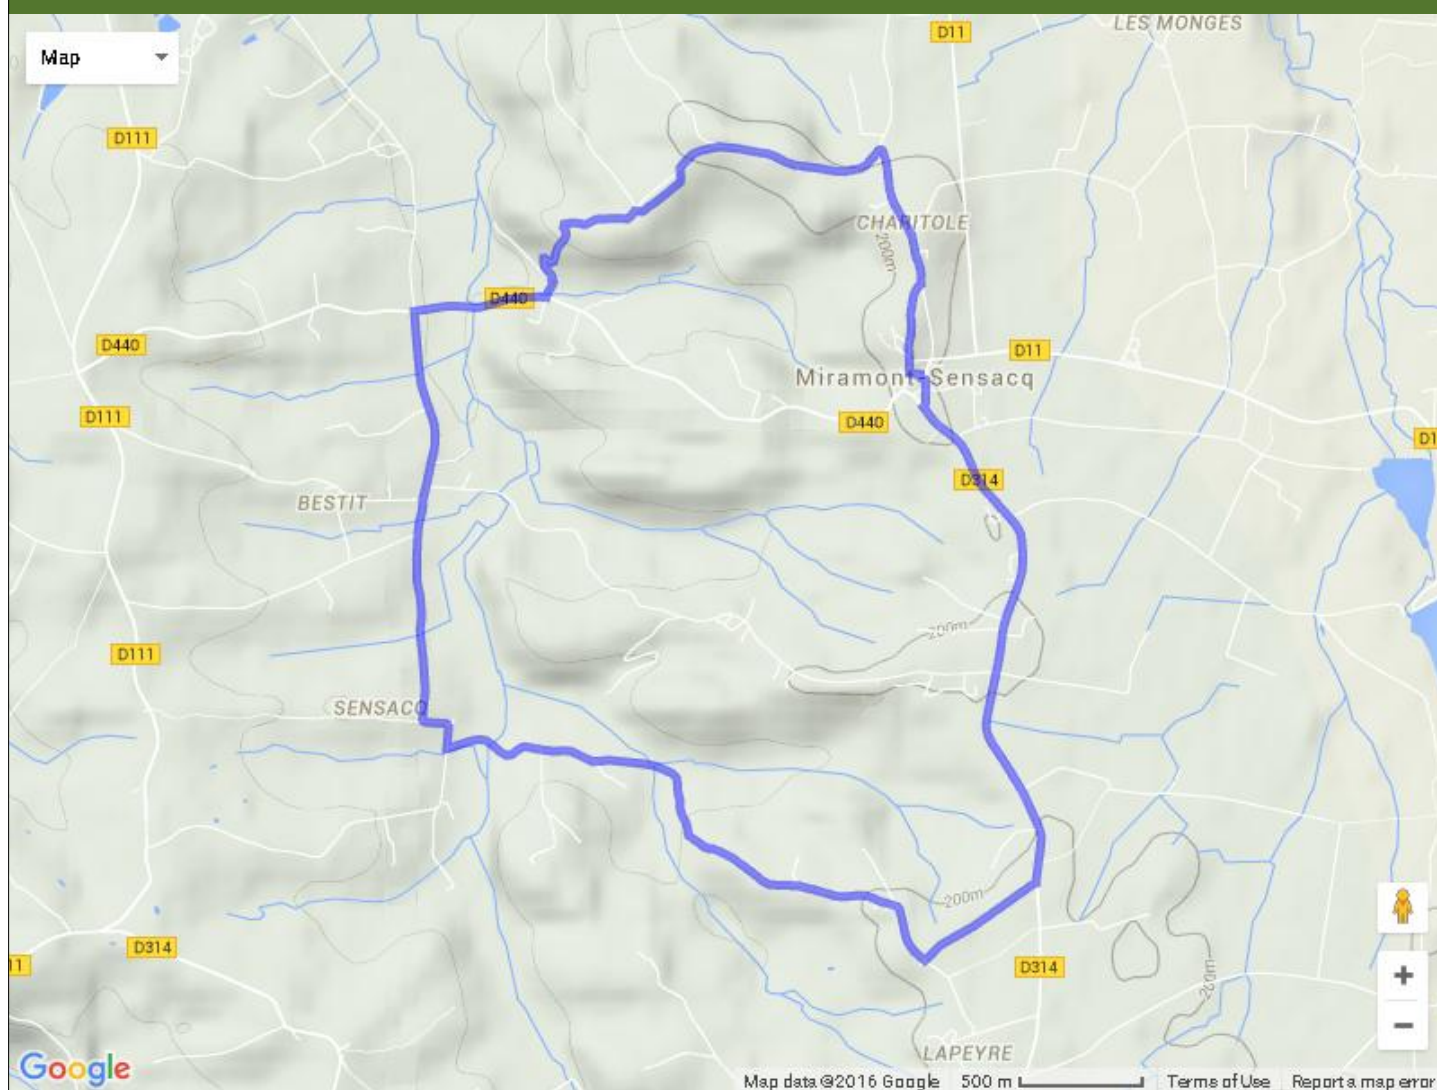 LES MONGES
D11
Map
D111
CHARITOLE
200m
D440
D440
D11
Miramont-Sensacq
D111
D440
D1
D314
BESTIT
200m
D111
SENSACQ
200m
D314
11
D314
200m
LAPEYRE
Google
Map data ©2016 Google 500 m Terms of Use Report a map error